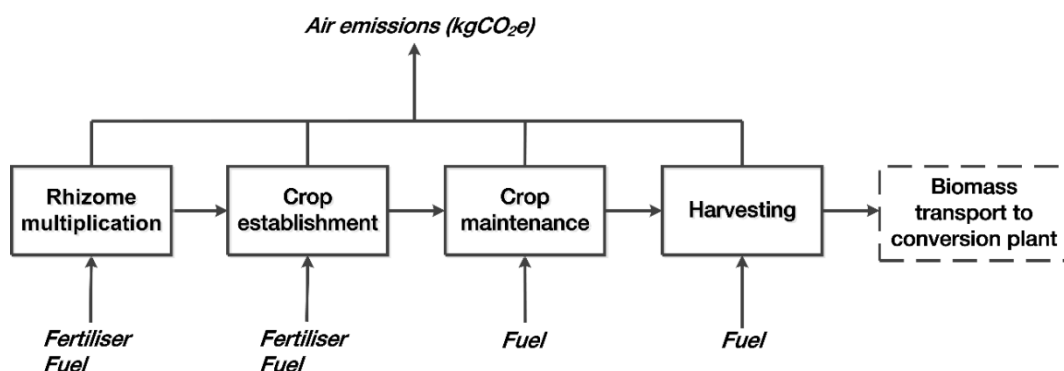 Air emissions (kgCO₂e)
Rhizome
multiplication
Crop
establishment
Crop
maintenance
Harvesting
Biomass
transport to
conversion plant
Fertiliser
Fuel
Fertiliser
Fuel
Fuel
Fuel